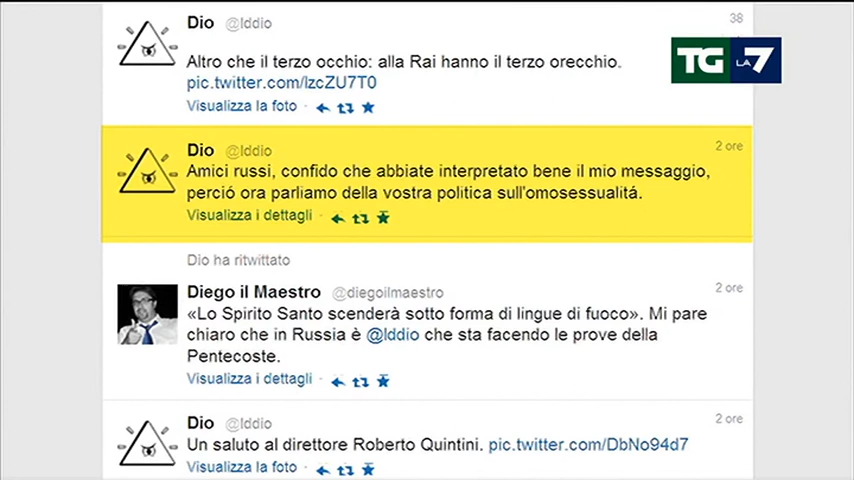 Dio @Iddio 38
Altro che il terzo occhio: alla Rai hanno il terzo orecchio.
pic.twitter.com/lzcZU7T0
Visualizza la foto
TG LA 7
Dio @Iddio 2 ore
Amici russi, confido che abbiate interpretato bene il mio messaggio,
perció ora parliamo della vostra politica sull'omosessualitá.
Visualizza i dettagli
Dio ha ritwittato
Diego il Maestro @diegoilmaestro 2 ore
«Lo Spirito Santo scenderà sotto forma di lingue di fuoco». Mi pare
chiaro che in Russia è @Iddio che sta facendo le prove della
Pentecoste.
Visualizza i dettagli
Dio @Iddio 2 ore
Un saluto al direttore Roberto Quintini. pic.twitter.com/DbNo94d7
Visualizza la foto